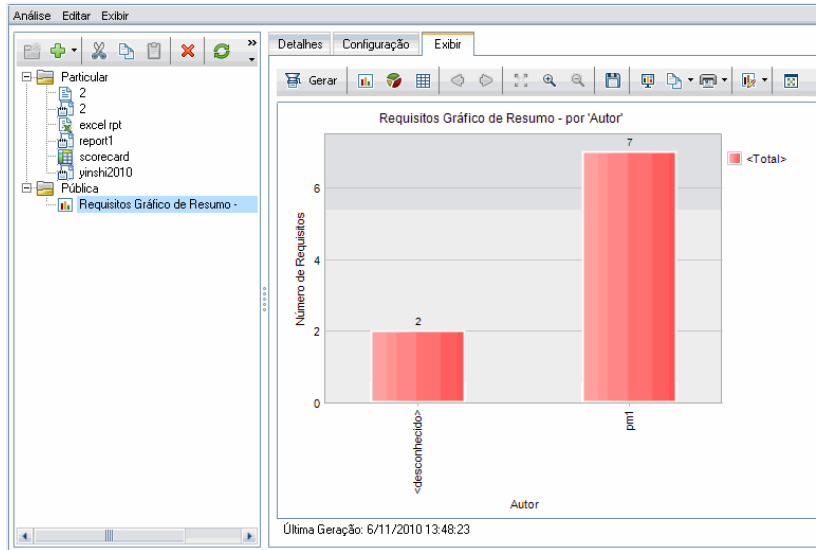 Análise Editar Exibir
Particular
2
2
excel rpt
report1
scorecard
yinshi2010
Pública
Requisitos Gráfico de Resumo -
Detalhes Configuração Exibir
Gerar
Requisitos Gráfico de Resumo - por 'Autor'
<Total>
Número de Requisitos
6
4
2
0
2
7
<desconhecido>
pm1
Autor
Última Geração: 6/11/2010 13:48:23